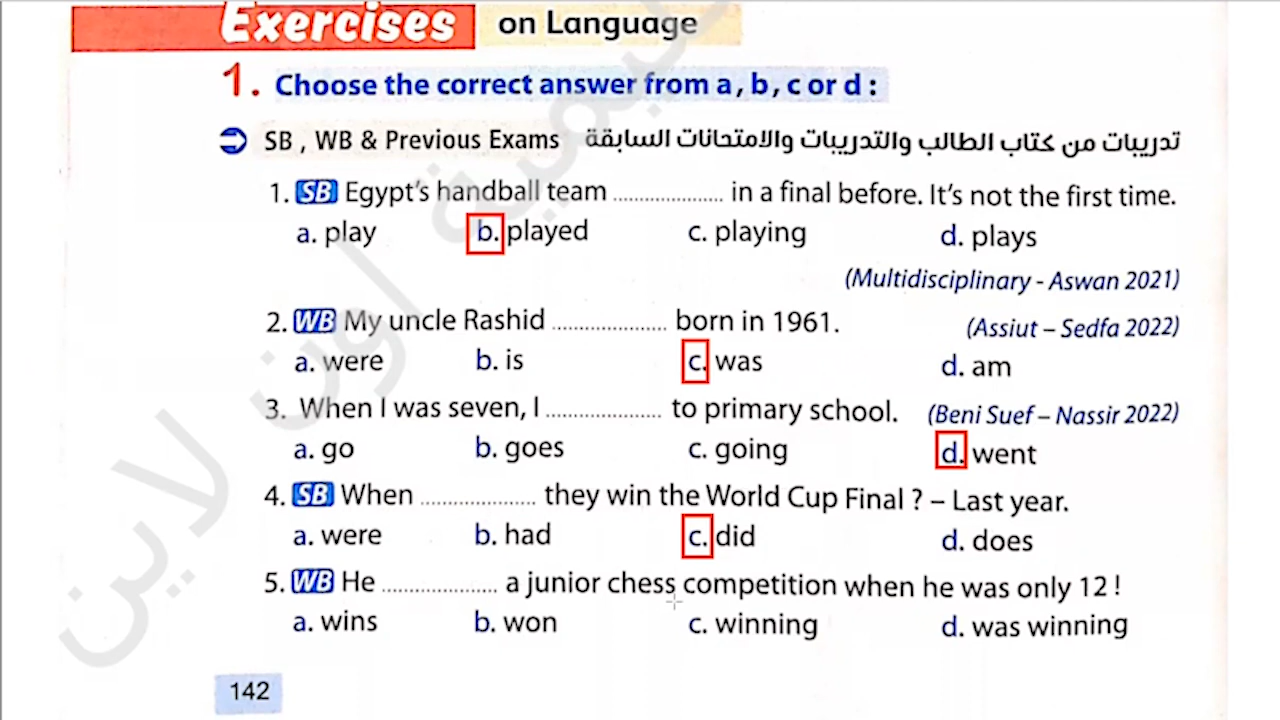 Exercises on Language
1. Choose the correct answer from a, b, c or d :
SB , WB & Previous Exams تدريبات من كتاب الطالب والتدريبات والامتحانات السابقة
1. SB Egypt's handball team ..................... in a final before. It's not the first time.
a. play b. played c. playing d. plays
(Multidisciplinary - Aswan 2021)
2. WB My uncle Rashid ..................... born in 1961. (Assiut – Sedfa 2022)
a. were b. is c. was d. am
3. When I was seven, I ..................... to primary school. (Beni Suef – Nassir 2022)
a. go b. goes c. going d. went
4. SB When ..................... they win the World Cup Final ? – Last year.
a. were b. had c. did d. does
5. WB He ..................... a junior chess competition when he was only 12 !
a. wins b. won c. winning d. was winning
142
اون لاين